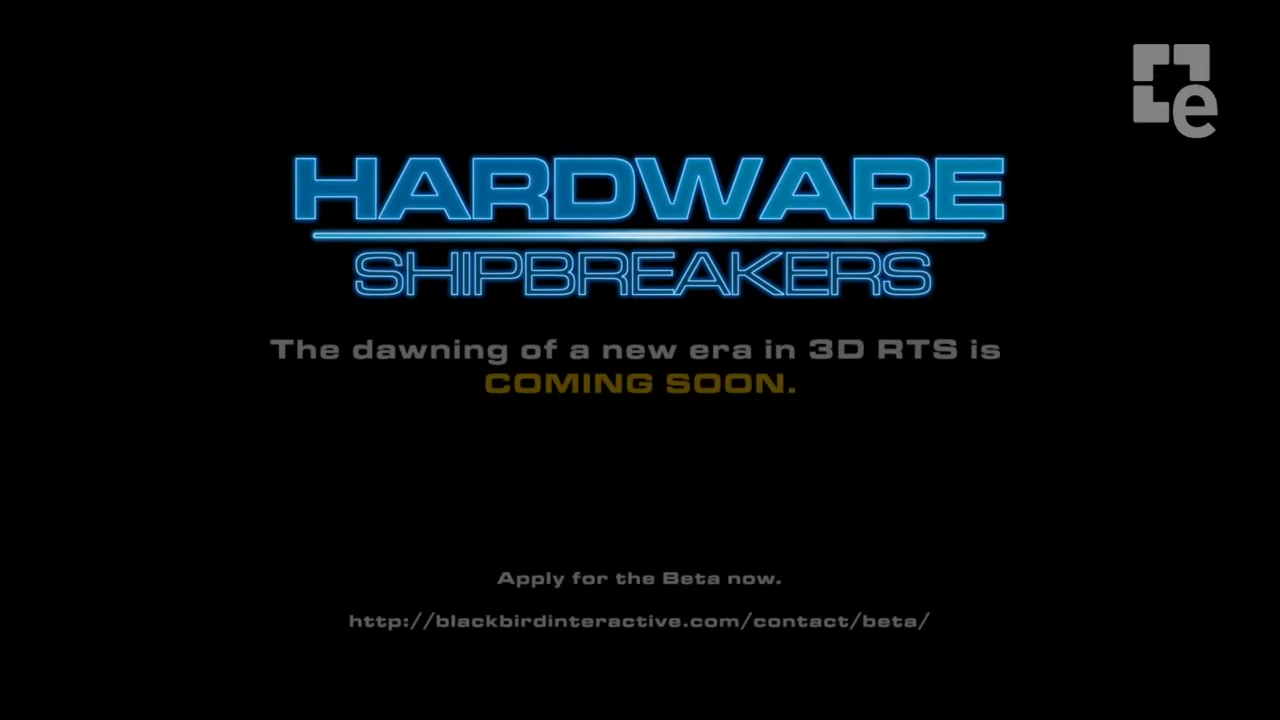 e
HARDWARE
SHIPBREAKERS
The dawning of a new era in 3D RTS is
COMING SOON.
Apply for the Beta now.
http://blackbirdinteractive.com/contact/beta/